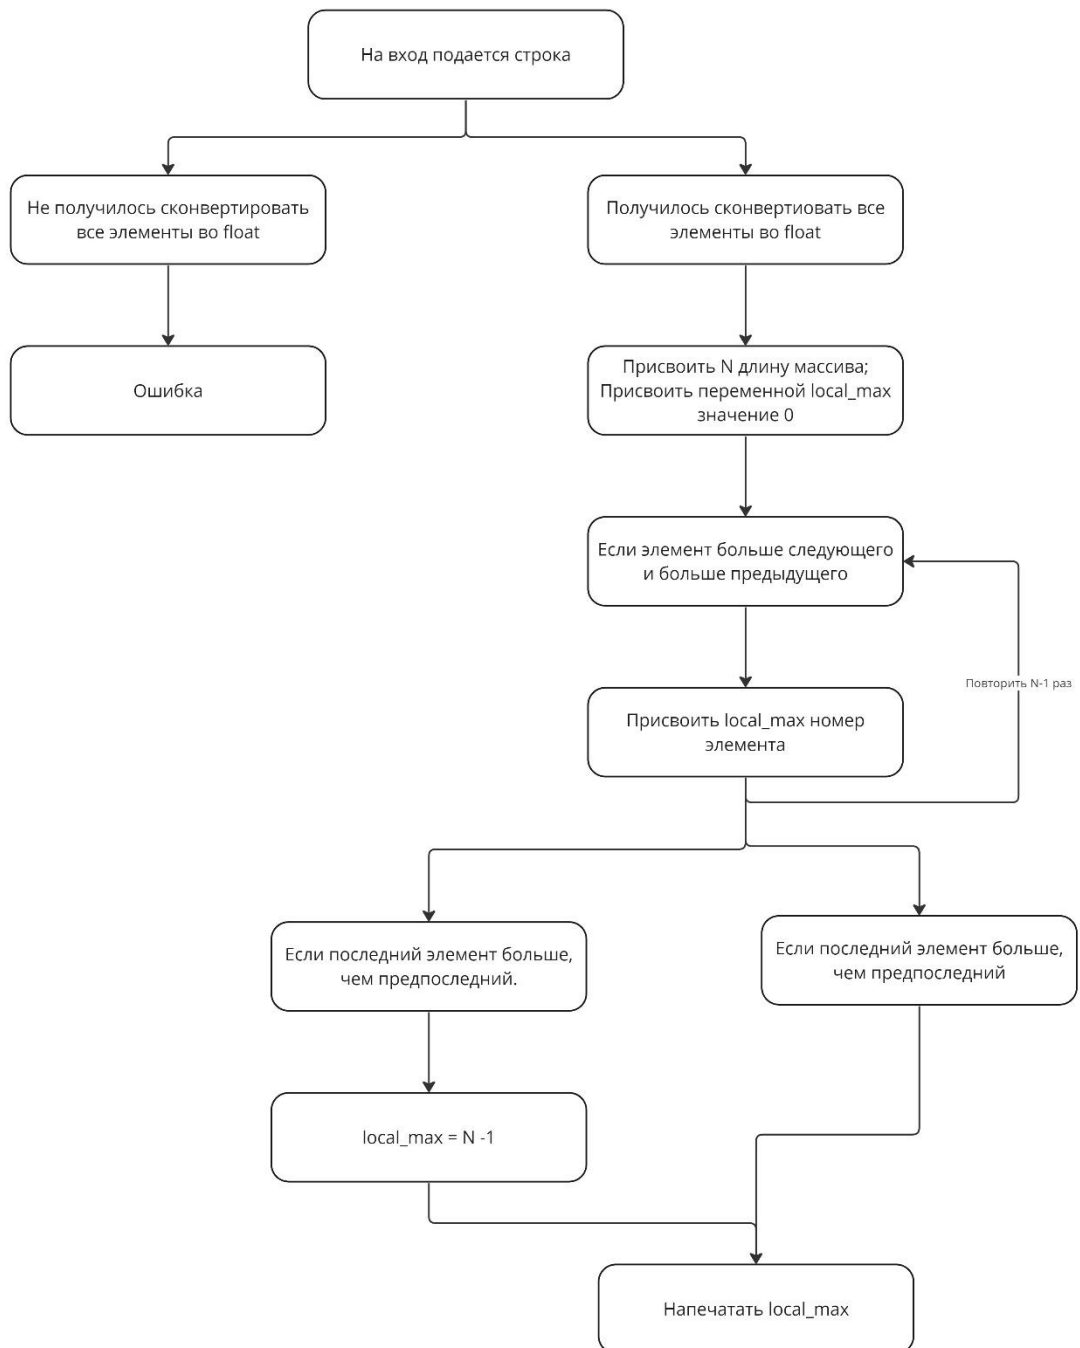 На вход подается строка
Не получилось сконвертировать
все элементы во float
Получилось сконвертиовать все
элементы во float
Ошибка
Присвоить N длину массива;
Присвоить переменной local_max
значение 0
Если элемент больше следующего
и больше предыдущего
Повторить N-1 раз
Присвоить local_max номер
элемента
Если последний элемент больше,
чем предпоследний.
Если последний элемент больше,
чем предпоследний
local_max = N -1
Напечатать local_max